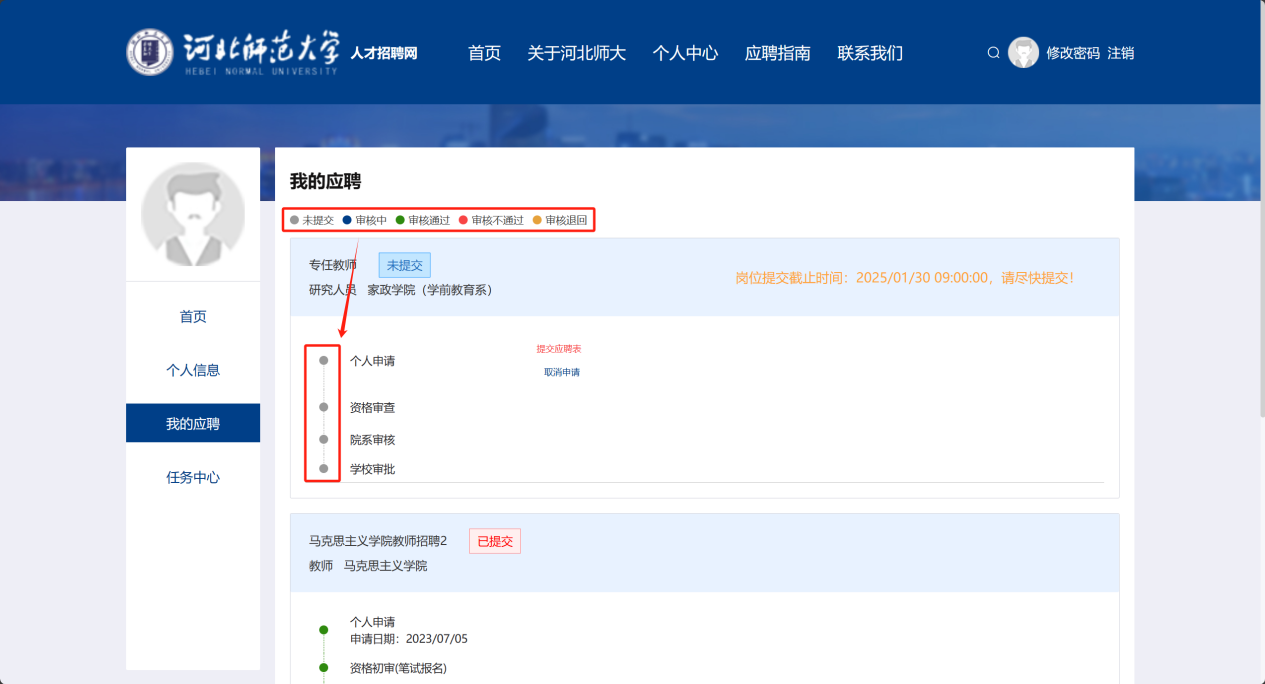 河北师范大学 人才招聘网 首页 关于河北师大 个人中心 应聘指南 联系我们 修改密码 注销
HEBEI NORMAL UNIVERSITY
首页
个人信息
我的应聘
任务中心
我的应聘
未提交 审核中 审核通过 审核不通过 审核退回
专任教师 未提交
研究人员 家政学院（学前教育系）
岗位提交截止时间：2025/01/30 09:00:00，请尽快提交！
个人申请 提交应聘表
取消申请
资格审查
院系审核
学校审批
马克思主义学院教师招聘2 已提交
教师 马克思主义学院
个人申请
申请日期：2023/07/05
资格初审(笔试报名)